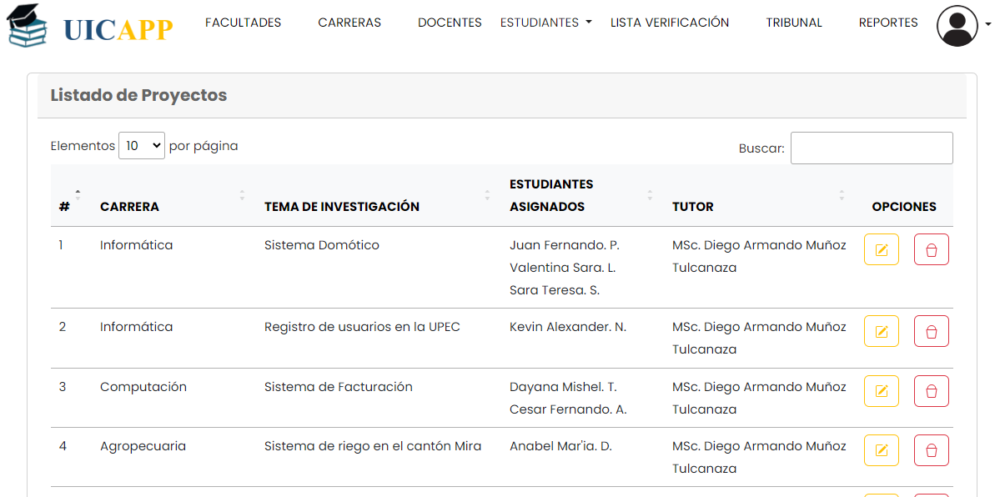 UICAPP
FACULTADES CARRERAS DOCENTES ESTUDIANTES LISTA VERIFICACIÓN TRIBUNAL REPORTES
Listado de Proyectos
Elementos 10 por página
Buscar:
# CARRERA TEMA DE INVESTIGACIÓN ESTUDIANTES ASIGNADOS TUTOR OPCIONES
1 Informática Sistema Domótico Juan Fernando. P. MSc. Diego Armando Muñoz
Valentina Sara. L. Tulcanaza
Sara Teresa. S.
2 Informática Registro de usuarios en la UPEC Kevin Alexander. N. MSc. Diego Armando Muñoz
Tulcanaza
3 Computación Sistema de Facturación Dayana Mishel. T. MSc. Diego Armando Muñoz
Cesar Fernando. A. Tulcanaza
4 Agropecuaria Sistema de riego en el cantón Mira Anabel Mar'ia. D. MSc. Diego Armando Muñoz
Tulcanaza